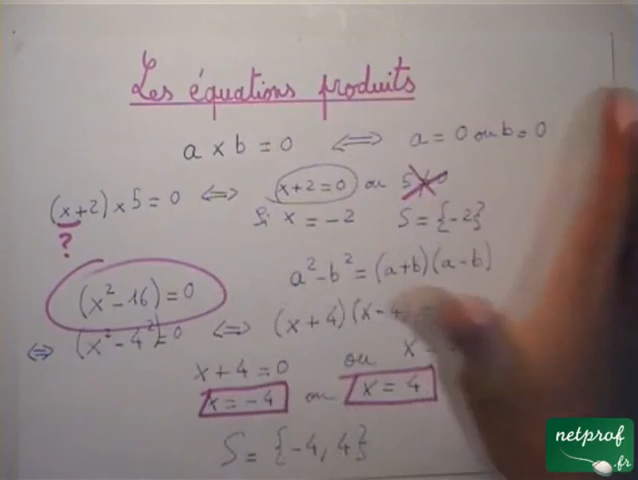 Les équations produits
a × b = 0 ⟺ a = 0 ou b = 0
(x+2) × 5 = 0 ⟺ x+2 = 0 ou
?
Si x = -2 S = {-2}
a² - b² = (a+b)(a-b)
(x² - 16) = 0
⟺ (x² - 4²) = 0 ⟺ (x+4)(x-4)
x + 4 = 0 ou x
x = -4 ou x = 4
S = {-4, 4}
netprof
.fr